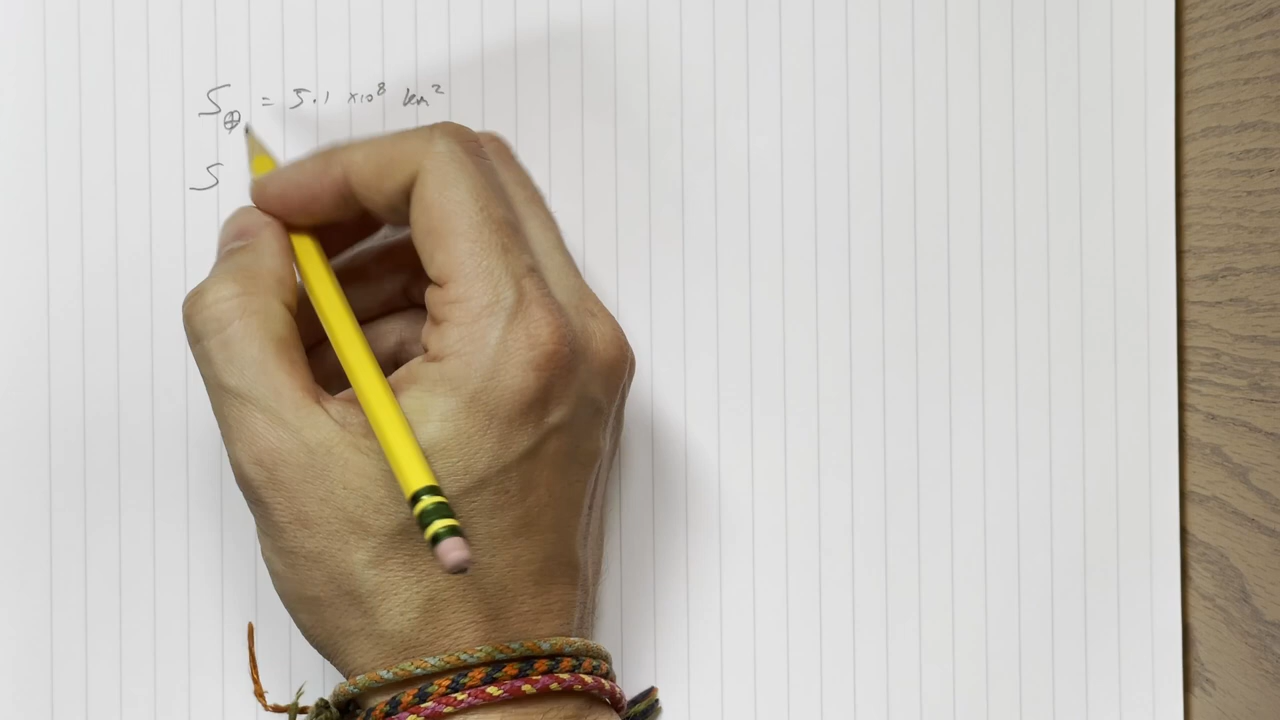 S⊕ = 5.1 ×10⁸ km²
S